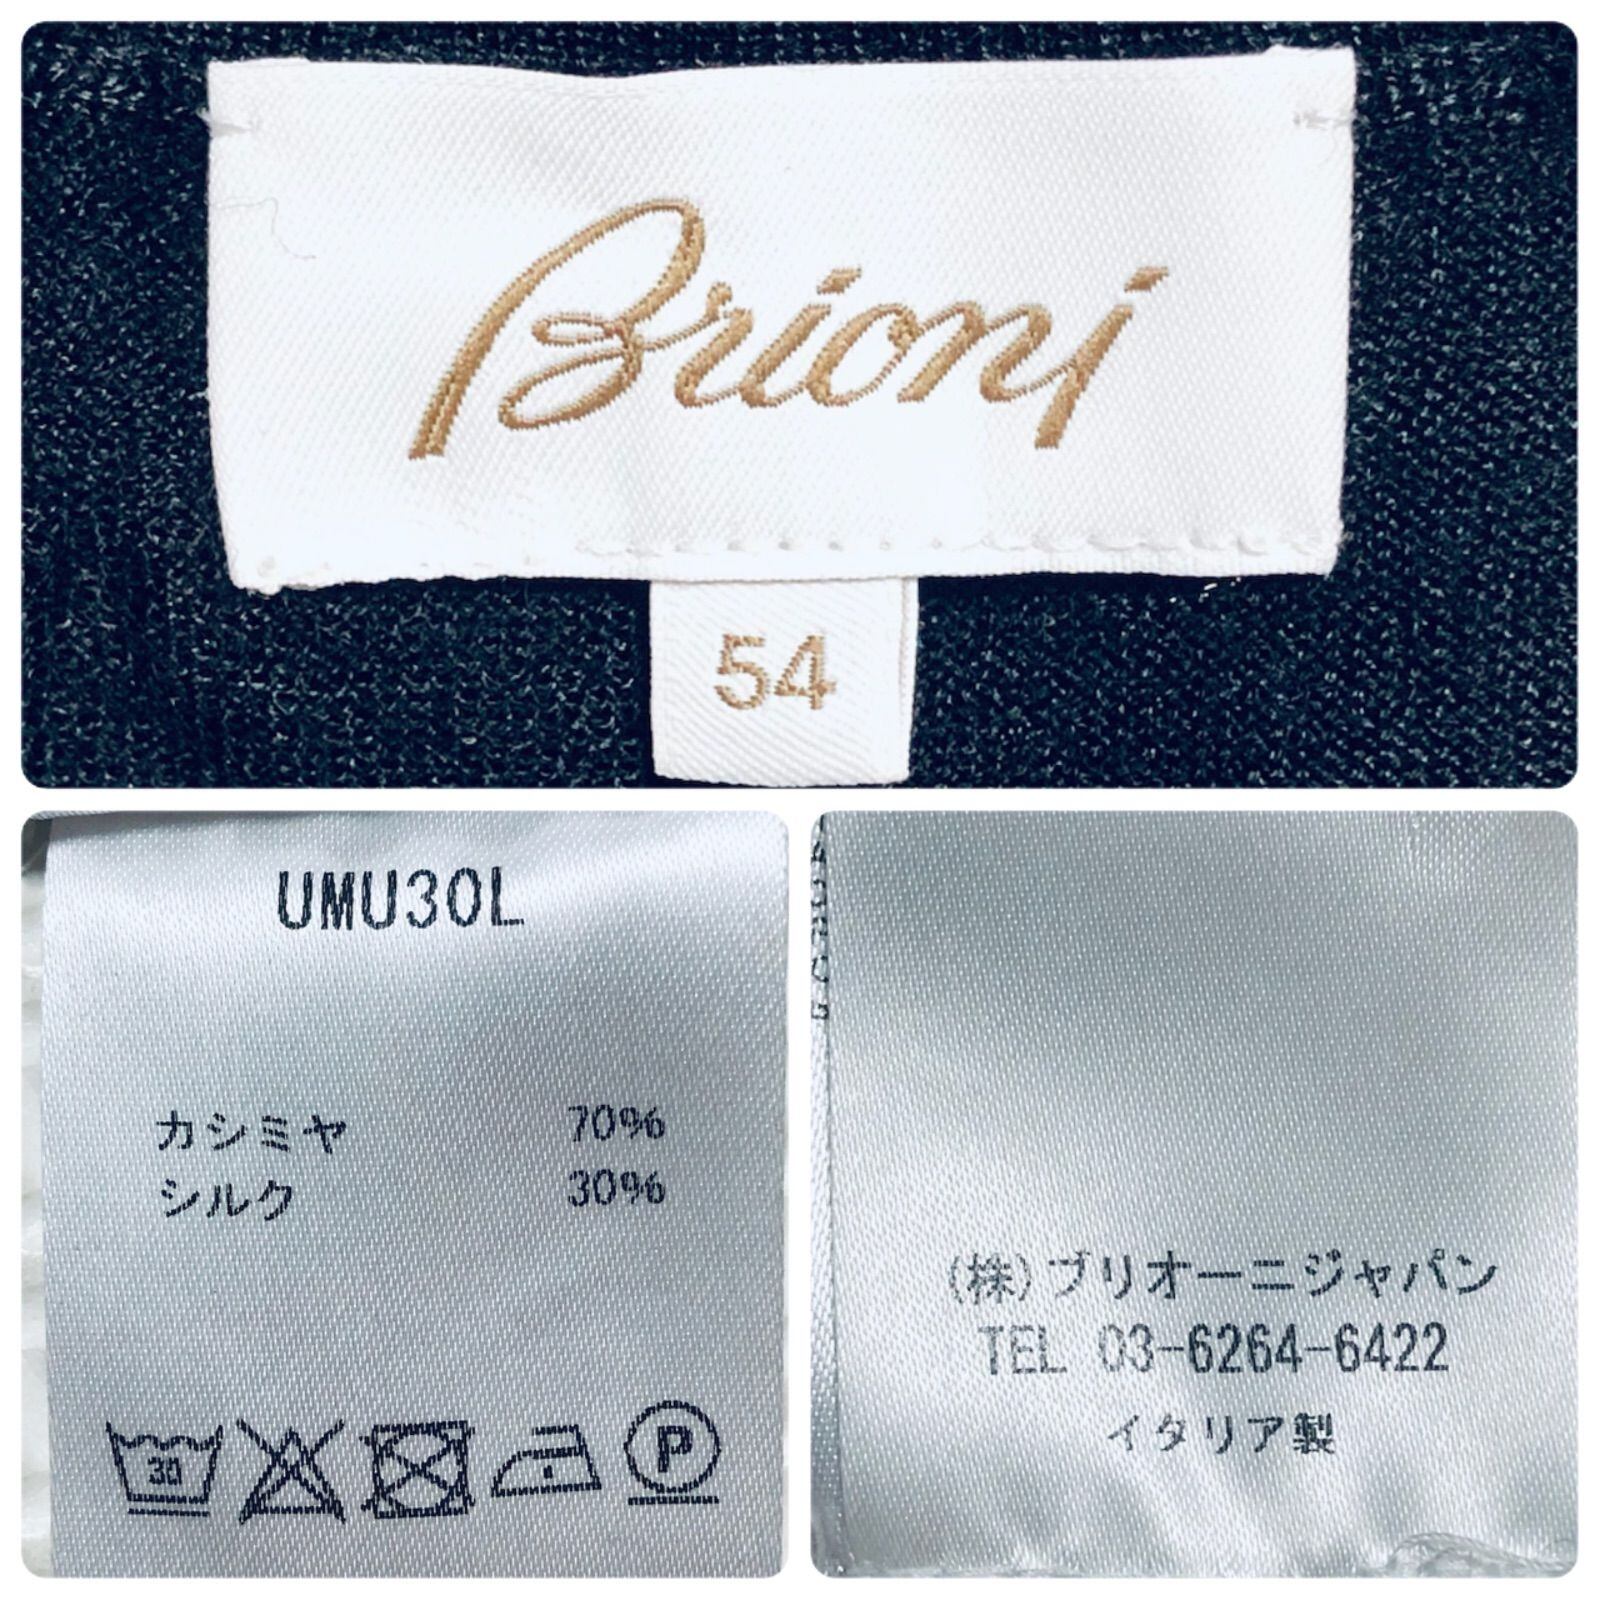 Brioni
54
UMU30L
カシミヤ 70%
シルク 30%
30
P
(株)ブリオーニジャパン
TEL 03-6264-6422
イタリア製